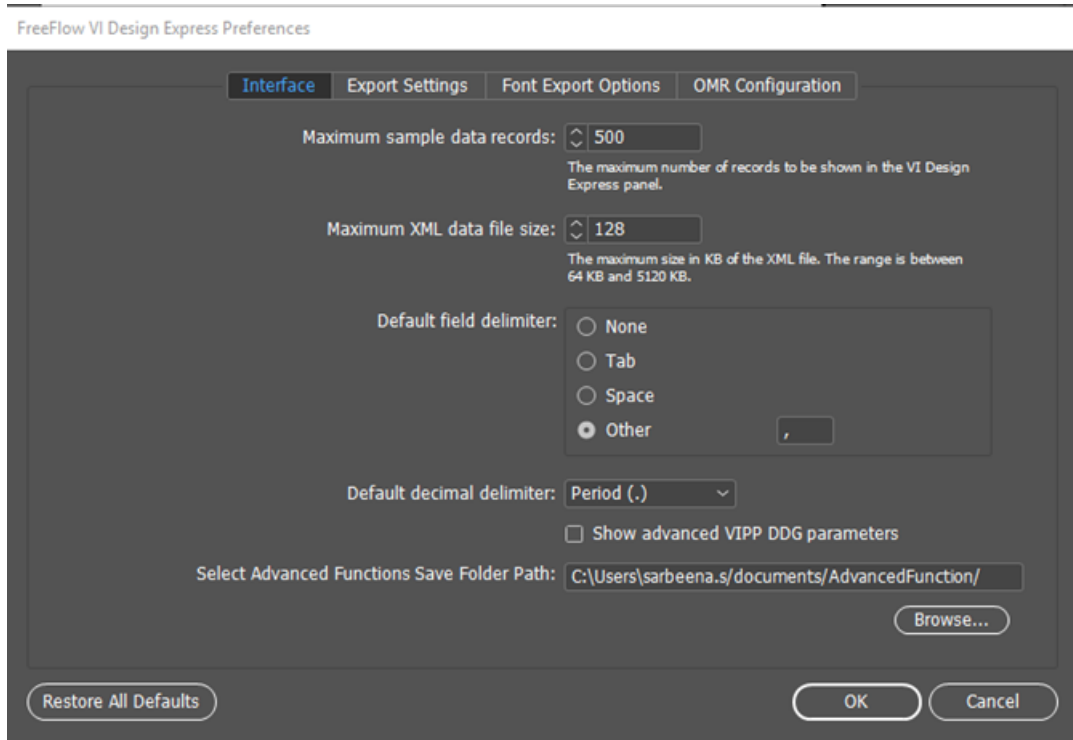 FreeFlow VI Design Express Preferences
Interface Export Settings Font Export Options OMR Configuration
Maximum sample data records: 500
The maximum number of records to be shown in the VI Design
Express panel.
Maximum XML data file size: 128
The maximum size in KB of the XML file. The range is between
64 KB and 5120 KB.
Default field delimiter:
None
Tab
Space
Other ,
Default decimal delimiter: Period (.)
Show advanced VIPP DDG parameters
Select Advanced Functions Save Folder Path: C:\Users\sarbeena.s/documents/AdvancedFunction/
Browse...
Restore All Defaults OK Cancel